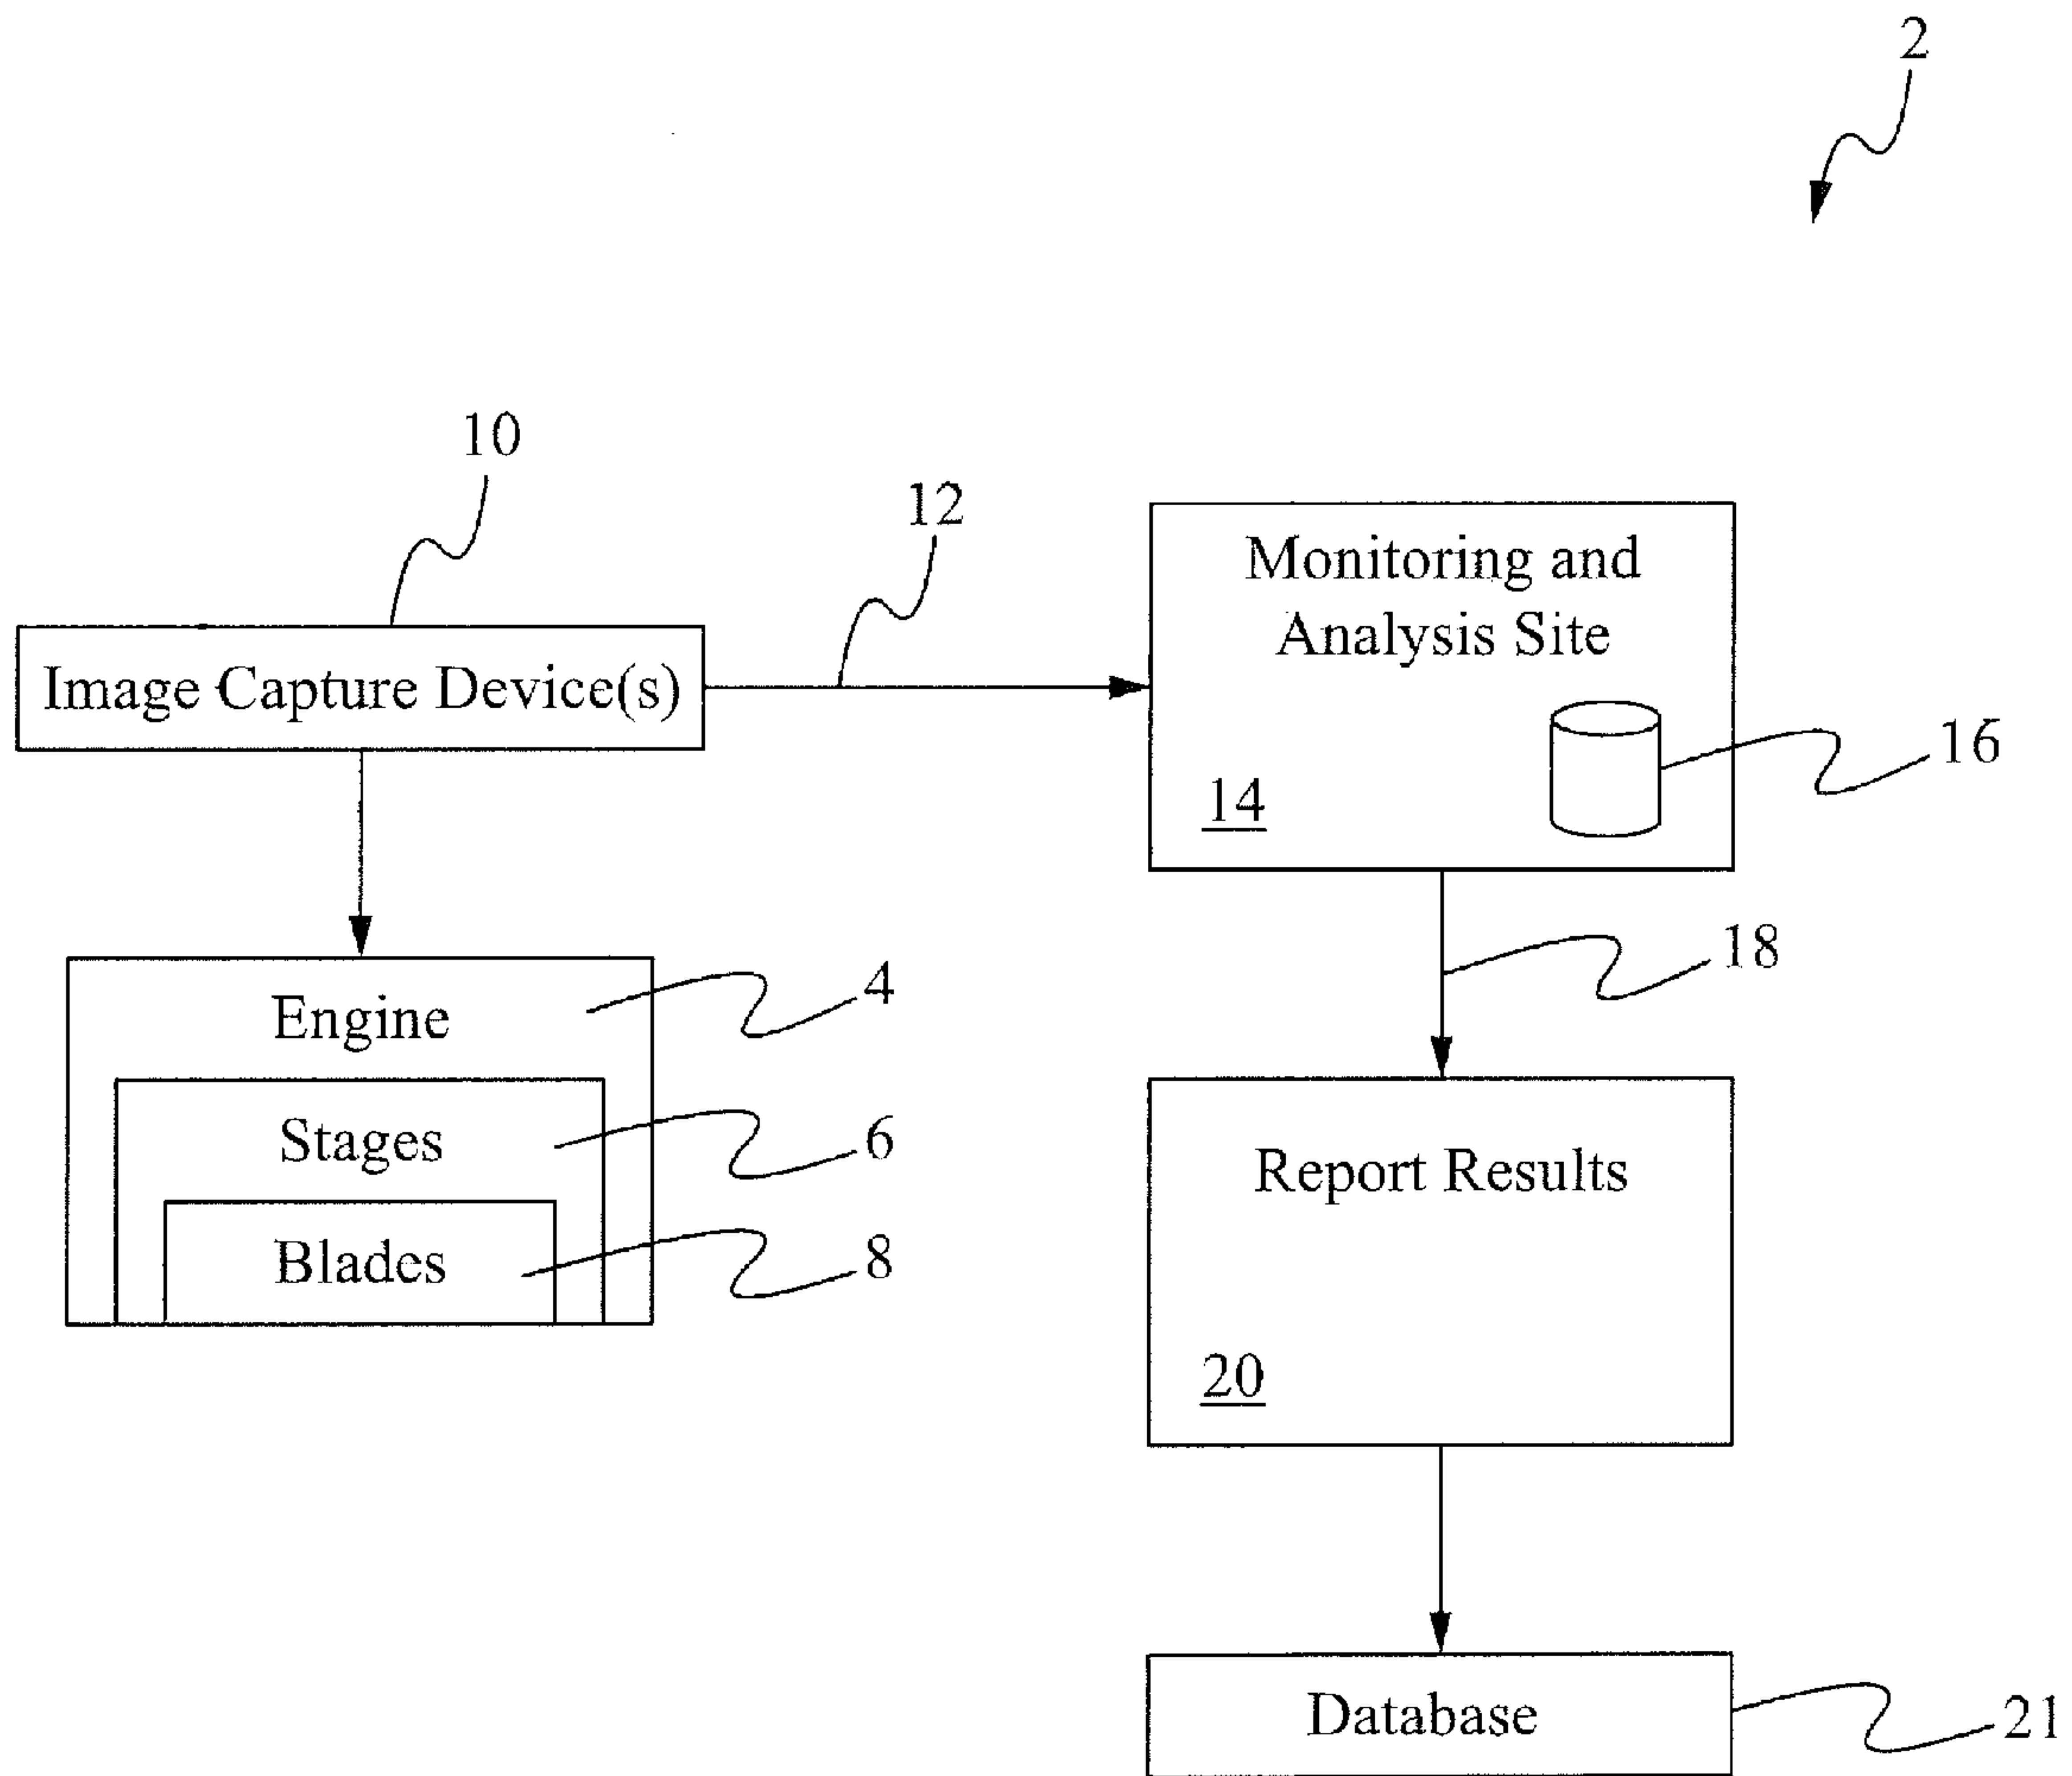 2
10
12
Monitoring and
Analysis Site
Image Capture Device(s)
16
14
18
4
Engine
Stages
6
Report Results
Blades
8
20
Database
21